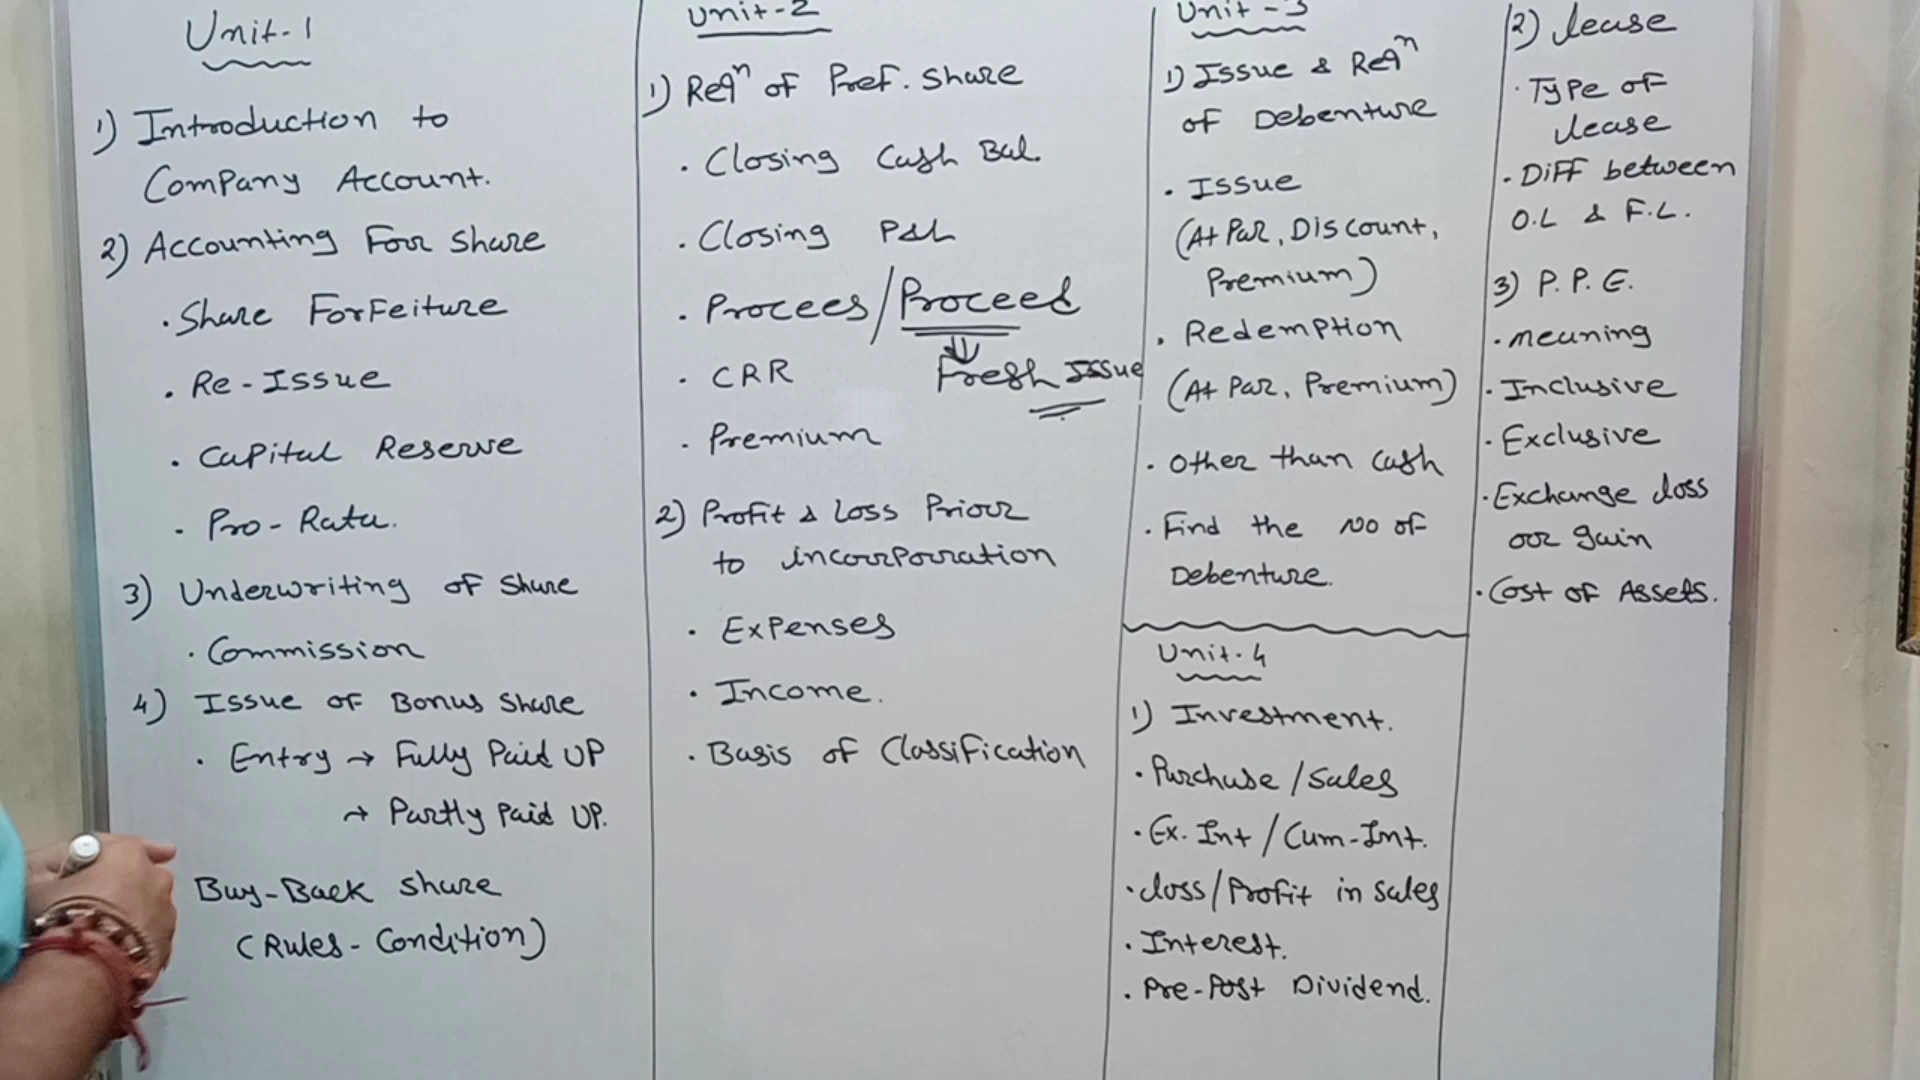 Unit-1
1) Introduction to
Company Account.
2) Accounting For share
• Share Forfeiture
• Re-Issue
• Capital Reserve
• Pro-Rata.
3) Underwriting of Share
• Commission
4) Issue of Bonus Share
• Entry → Fully Paid UP
→ Partly Paid UP.
Buy-Back Share
(Rules-Condition)
Unit-2
1) Redⁿ of Pref. Share
• Closing Cash Bal.
• Closing P&L
• Procees/Proceed
⇓
Fresh Issue
• CRR
• Premium
2) Profit & Loss Prior
to incorporation
• Expenses
• Income.
• Basis of Classification
Unit-3
1) Issue & Redⁿ
of Debenture
• Issue
(At Par, Discount,
Premium)
• Redemption
(At Par, Premium)
• Other than Cash
• Find the No of
Debenture.
Unit-4
1) Investment.
• Purchase/Sales
• Ex.Int/Cum-Int.
• Loss/Profit in Sales
• Interest.
• Pre-Post Dividend.
2) Lease
• Type of
Lease
• Diff between
O.L & F.L.
3) P.P.E.
• Meaning
• Inclusive
• Exclusive
• Exchange Loss
or gain
• Cost of Assets.